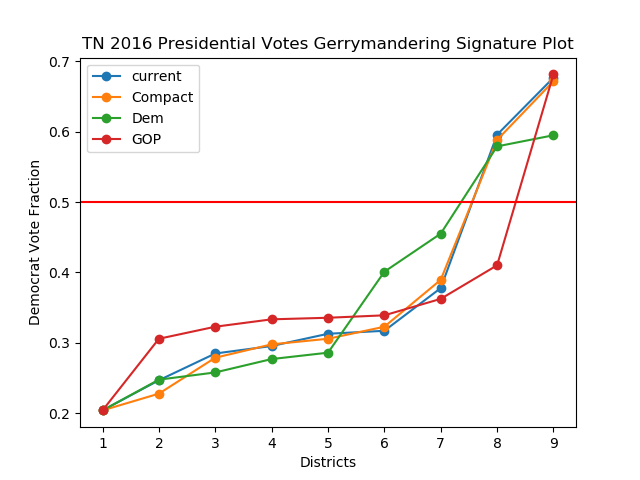 TN 2016 Presidential Votes Gerrymandering Signature Plot
current
Compact
Dem
GOP
Democrat Vote Fraction
0.7
0.6
0.5
0.4
0.3
0.2
1 2 3 4 5 6 7 8 9
Districts